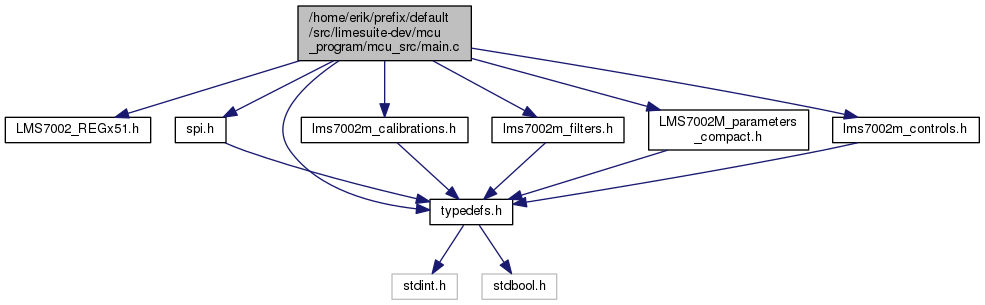 /home/erik/prefix/default
/src/limesuite-dev/mcu
_program/mcu_src/main.c
LMS7002_REGx51.h
spi.h
lms7002m_calibrations.h
lms7002m_filters.h
LMS7002M_parameters
_compact.h
lms7002m_controls.h
typedefs.h
stdint.h
stdbool.h